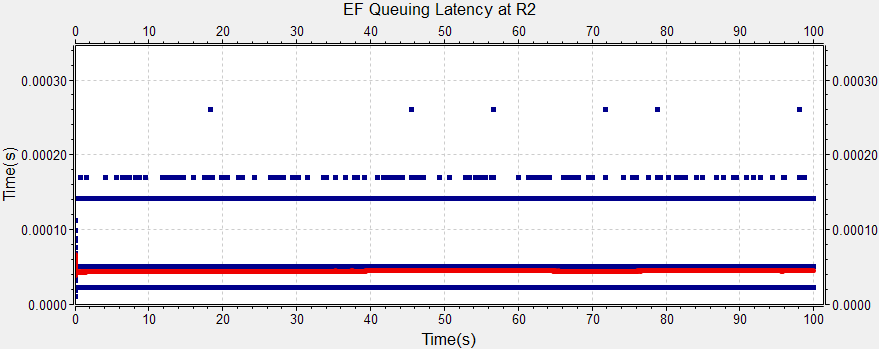 EF Queuing Latency at R2
0 10 20 30 40 50 60 70 80 90 100
0.00030 0.00030
0.00020 0.00020
Time(s)
0.00010 0.00010
0.0000 0.0000
0 10 20 30 40 50 60 70 80 90 100
Time(s)